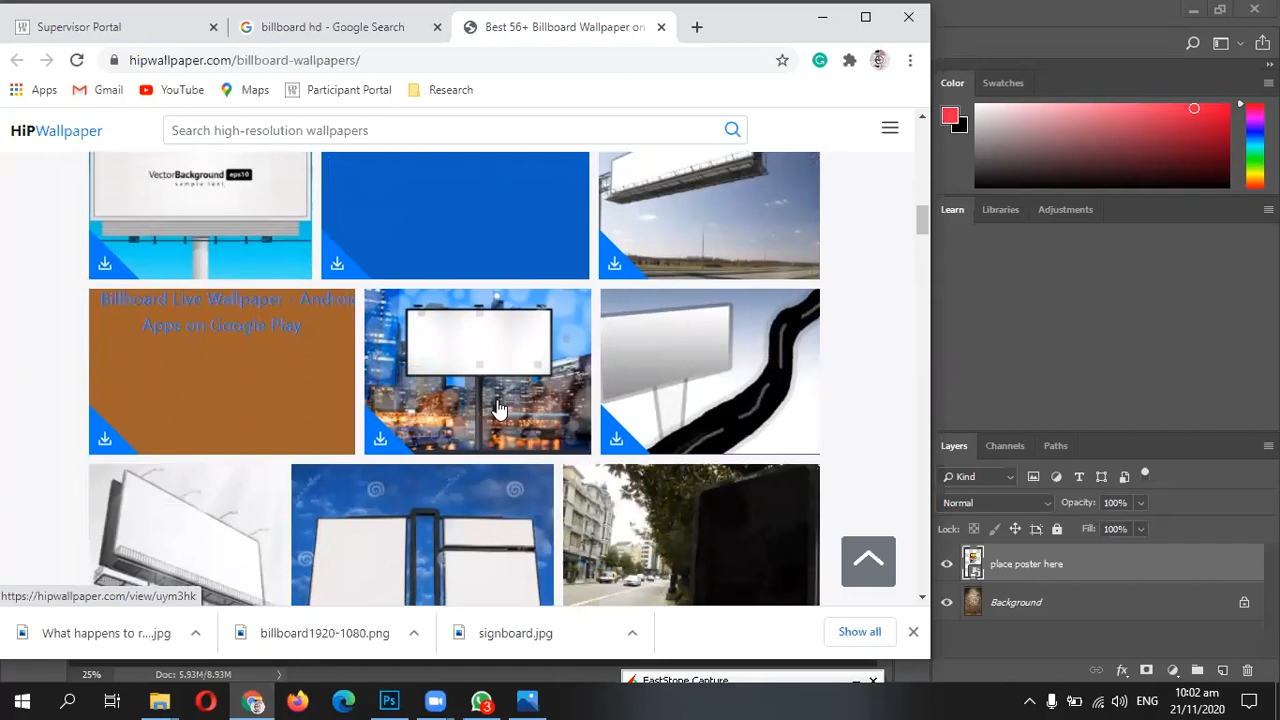 Supervisor Portal
billboard hd - Google Search
Best 56+ Billboard Wallpaper on
hipwallpaper.com/billboard-wallpapers/
Apps
Gmail
YouTube
Maps
Participant Portal
Research
HiPWallpaper
Search high-resolution wallpapers
VectorBackground eps10
sample text
Billboard Live Wallpaper - Android
Apps on Google Play
https://hipwallpaper.com/view/uym3hk
What happens to r....jpg
billboard1920-1080.png
signboard.jpg
Show all
25%
Doc: 5.93M/8.93M
FastStone Capture
Color
Swatches
Learn
Libraries
Adjustments
Layers
Channels
Paths
Kind
Normal
Opacity: 100%
Lock:
Fill: 100%
place poster here
Background
fx
Ps
3
ENG
10:02 am
21/11/2020